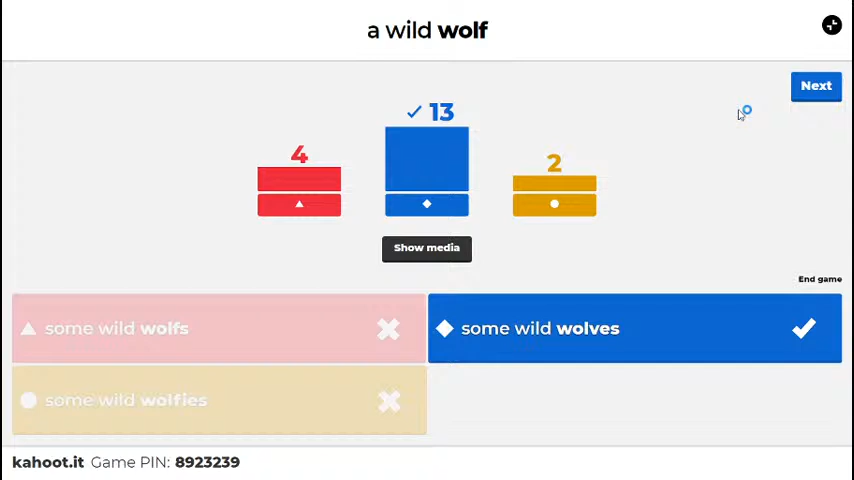 a wild wolf
Next
13
4
2
Show media
End game
some wild wolfs
some wild wolves
some wild wolfies
kahoot.it Game PIN: 8923239